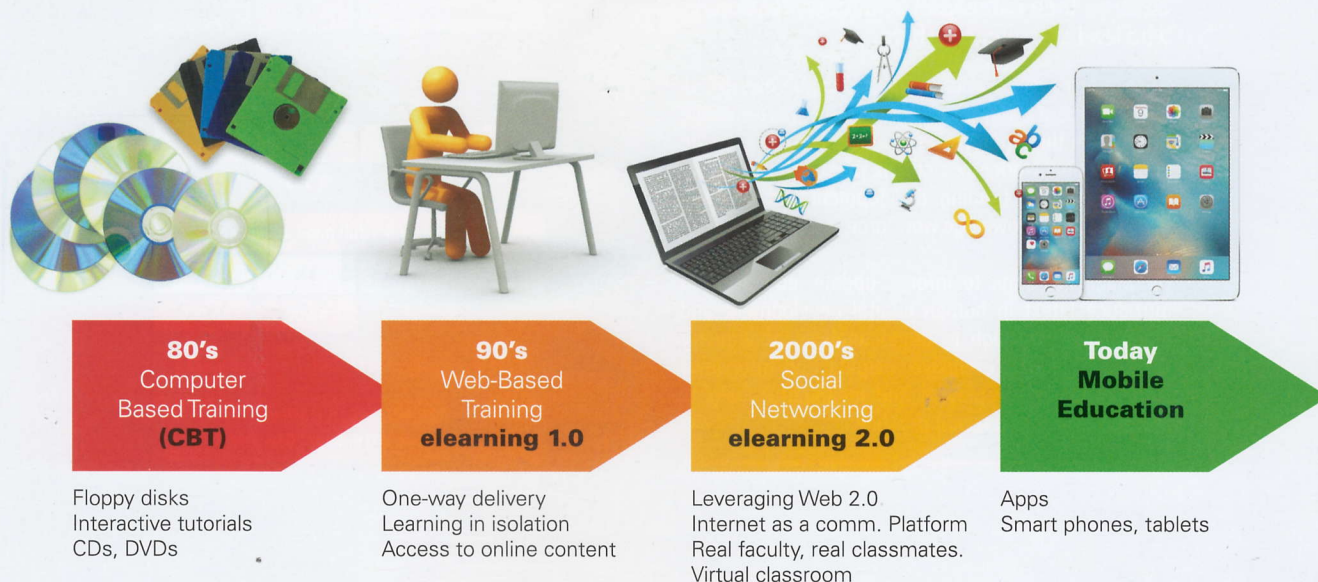 80's
Computer
Based Training
(CBT)
Floppy disks
Interactive tutorials
CDs, DVDs
90's
Web-Based
Training
elearning 1.0
One-way delivery
Learning in isolation
Access to online content
2000's
Social
Networking
elearning 2.0
Leveraging Web 2.0
Internet as a comm. Platform
Real faculty, real classmates.
Virtual classroom
Today
Mobile
Education
Apps
Smart phones, tablets